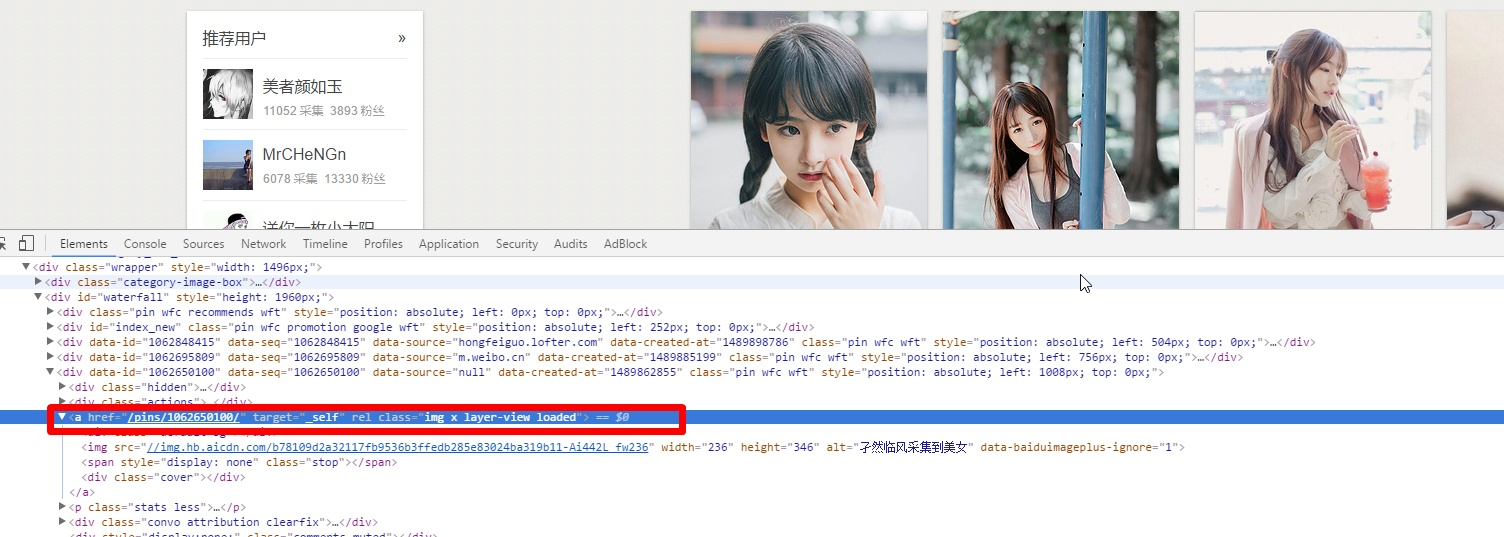 推荐用户 »
美者颜如玉
11052 采集 3893 粉丝
MrCHeNGn
6078 采集 13330 粉丝
送你一枚小太阳
Elements Console Sources Network Timeline Profiles Application Security Audits AdBlock
<div class="wrapper" style="width: 1496px;">
<div class="category-image-box">…</div>
<div id="waterfall" style="height: 1960px;">
<div class="pin wfc recommends wft" style="position: absolute; left: 0px; top: 0px;">…</div>
<div id="index_new" class="pin wfc promotion google wft" style="position: absolute; left: 252px; top: 0px;">…</div>
<div data-id="1062848415" data-seq="1062848415" data-source="hongfeiguo.lofter.com" data-created-at="1489898786" class="pin wfc wft" style="position: absolute; left: 504px; top: 0px;">…</div>
<div data-id="1062695809" data-seq="1062695809" data-source="m.weibo.cn" data-created-at="1489885199" class="pin wfc wft" style="position: absolute; left: 756px; top: 0px;">…</div>
<div data-id="1062650100" data-seq="1062650100" data-source="null" data-created-at="1489862855" class="pin wfc wft" style="position: absolute; left: 1008px; top: 0px;">
<div class="hidden">…</div>
<div class="actions">…</div>
<a href="/pins/1062650100/" target="_self" rel class="img x layer-view loaded"> == $0
<img src="//img.hb.aicdn.com/b78109d2a32117fb9536b3ffedb285e83024ba319b11-Ai442L_fw236" width="236" height="346" alt="孑然临风采集到美女" data-baiduimageplus-ignore="1">
<span style="display: none" class="stop"></span>
<div class="cover"></div>
</a>
<p class="stats less">…</p>
<div class="convo attribution clearfix">…</div>
<div style="display:none;" class="comments muted"></div>